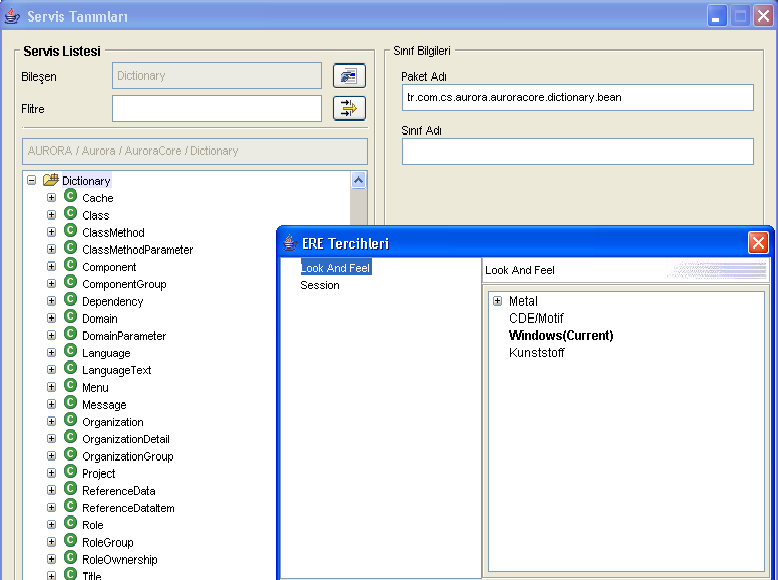 Servis Tanımları
Servis Listesi
Bileşen
Dictionary
Flitre
AURORA / Aurora / AuroraCore / Dictionary
Dictionary
Cache
Class
ClassMethod
ClassMethodParameter
Component
ComponentGroup
Dependency
Domain
DomainParameter
Language
LanguageText
Menu
Message
Organization
OrganizationDetail
OrganizationGroup
Project
ReferenceData
ReferenceDataItem
Role
RoleGroup
RoleOwnership
Title
Sınıf Bilgileri
Paket Adı
tr.com.cs.aurora.auroracore.dictionary.bean
Sınıf Adı
ERE Tercihleri
Look And Feel
Session
Look And Feel
Metal
CDE/Motif
Windows(Current)
Kunststoff